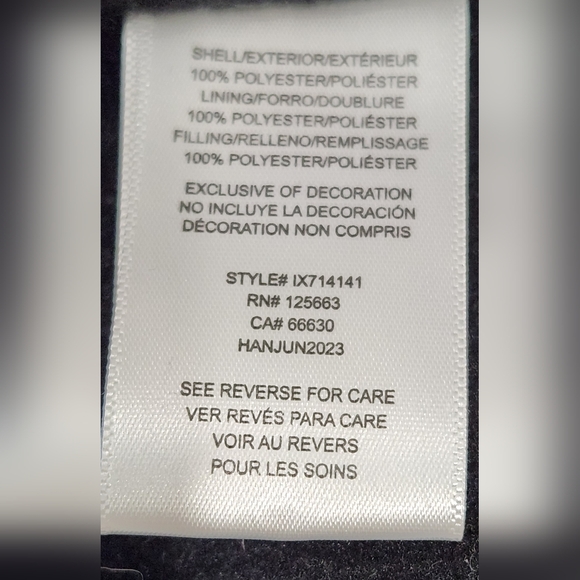 SHELL/EXTERIOR/EXTÉRIEUR
100% POLYESTER/POLIÉSTER
LINING/FORRO/DOUBLURE
100% POLYESTER/POLIÉSTER
FILLING/RELLENO/REMPLISSAGE
100% POLYESTER/POLIÉSTER
EXCLUSIVE OF DECORATION
NO INCLUYE LA DECORACIÓN
DÉCORATION NON COMPRIS
STYLE# IX714141
RN# 125663
CA# 66630
HANJUN2023
SEE REVERSE FOR CARE
VER REVÉS PARA CARE
VOIR AU REVERS
POUR LES SOINS